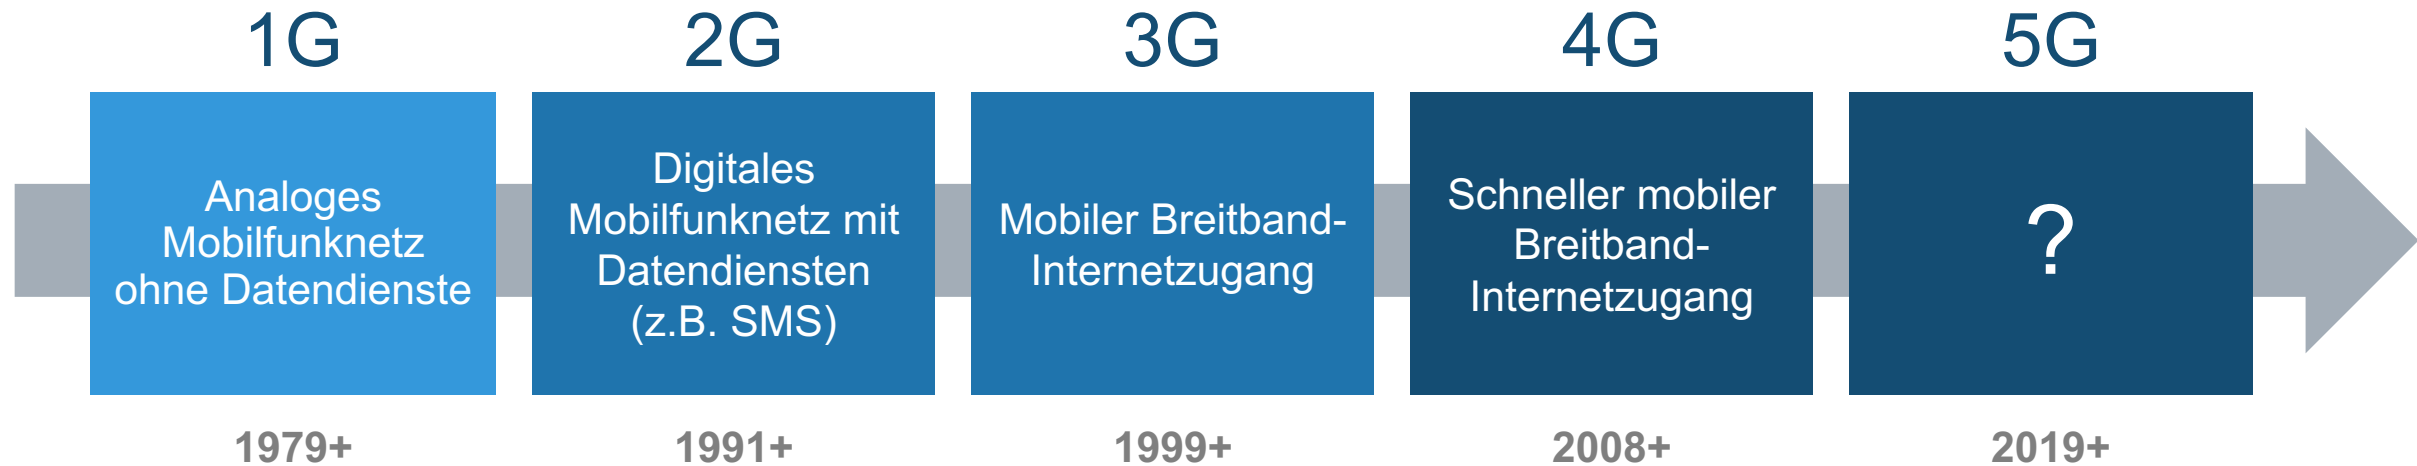 1G
2G
3G
4G
5G
Analoges
Mobilfunknetz
ohne Datendienste
Digitales
Mobilfunknetz mit
Datendiensten
(z.B. SMS)
Mobiler Breitband-
Internetzugang
Schneller mobiler
Breitband-
Internetzugang
?
1979+
1991+
1999+
2008+
2019+